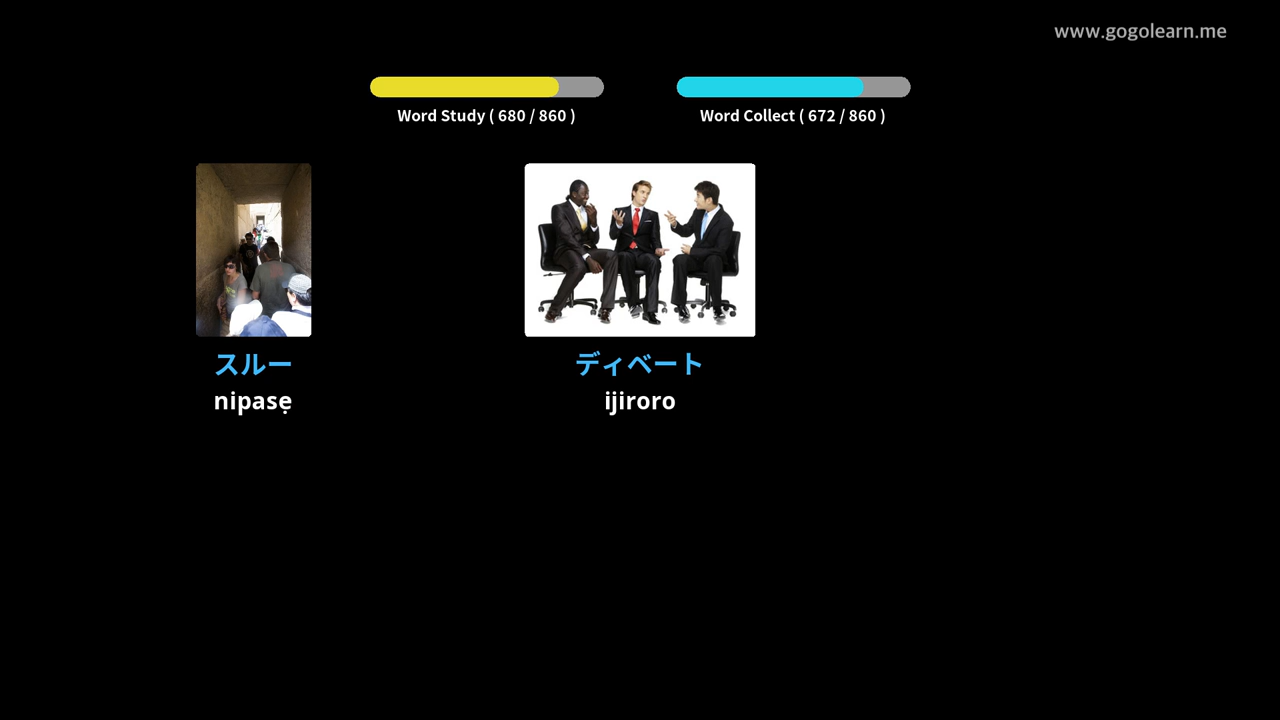 www.gogolearn.me
Word Study ( 680 / 860 )
Word Collect ( 672 / 860 )
スルー
nipasẹ
ディベート
ijiroro